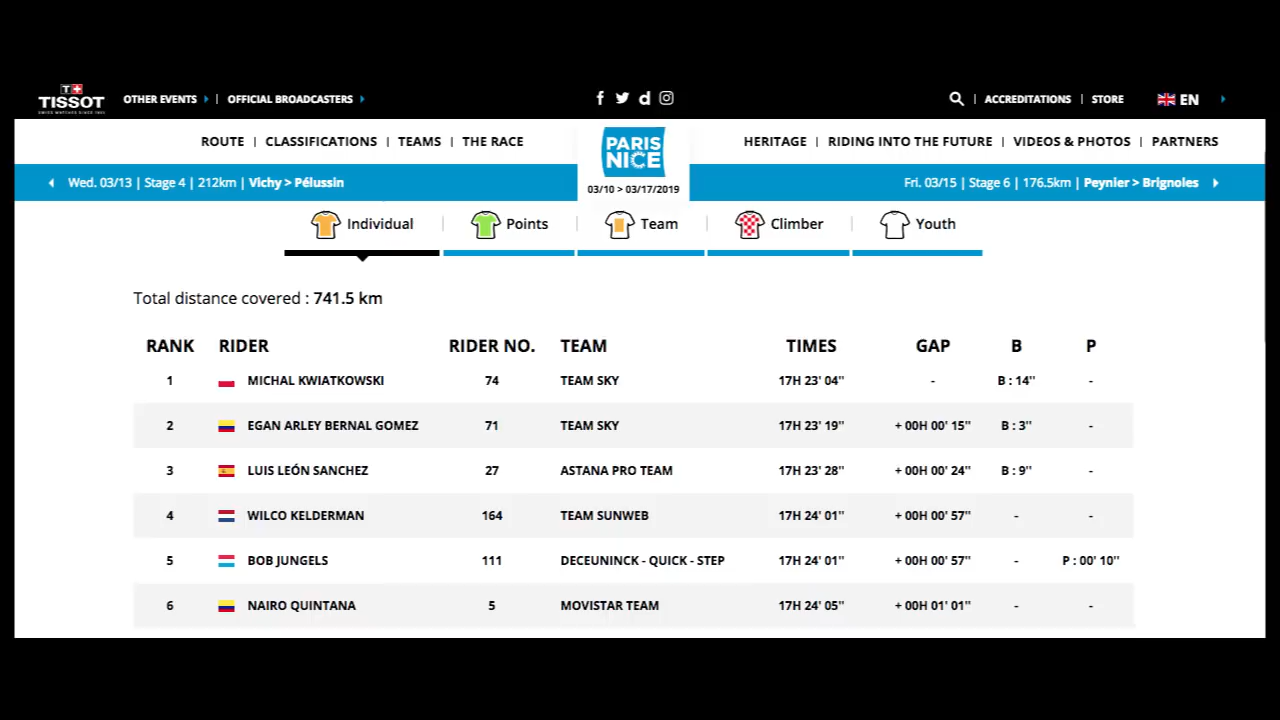 TISSOT
SWISS WATCHES SINCE 1853
OTHER EVENTS | OFFICIAL BROADCASTERS
ACCREDITATIONS | STORE
EN
ROUTE | CLASSIFICATIONS | TEAMS | THE RACE
PARIS
NICE
HERITAGE | RIDING INTO THE FUTURE | VIDEOS & PHOTOS | PARTNERS
Wed. 03/13 | Stage 4 | 212km | Vichy > Pélussin
03/10 > 03/17/2019
Fri. 03/15 | Stage 6 | 176.5km | Peynier > Brignoles
Individual | Points | Team | Climber | Youth
Total distance covered : 741.5 km
RANK RIDER RIDER NO. TEAM TIMES GAP B P
1 MICHAL KWIATKOWSKI 74 TEAM SKY 17H 23' 04'' - B : 14'' -
2 EGAN ARLEY BERNAL GOMEZ 71 TEAM SKY 17H 23' 19'' + 00H 00' 15'' B : 3'' -
3 LUIS LEÓN SANCHEZ 27 ASTANA PRO TEAM 17H 23' 28'' + 00H 00' 24'' B : 9'' -
4 WILCO KELDERMAN 164 TEAM SUNWEB 17H 24' 01'' + 00H 00' 57'' - -
5 BOB JUNGELS 111 DECEUNINCK - QUICK - STEP 17H 24' 01'' + 00H 00' 57'' - P : 00' 10''
6 NAIRO QUINTANA 5 MOVISTAR TEAM 17H 24' 05'' + 00H 01' 01'' - -